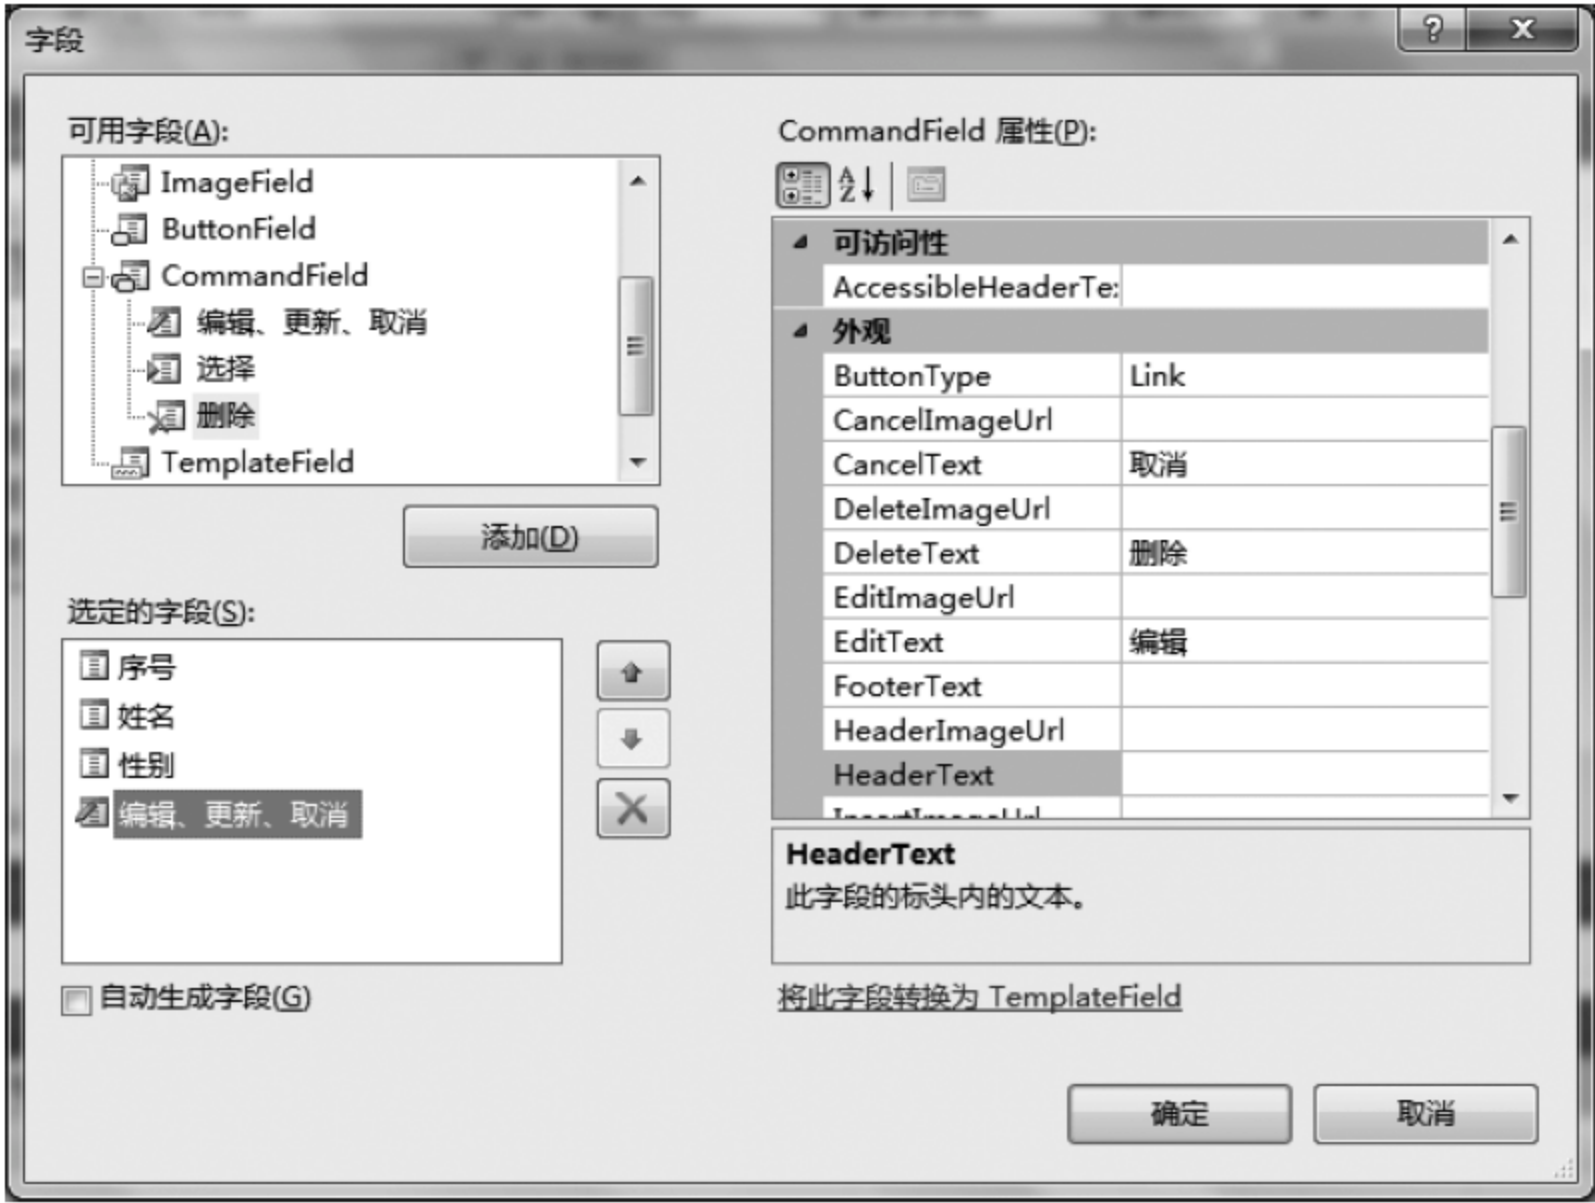 字段
可用字段(A):
ImageField
ButtonField
CommandField
编辑、更新、取消
选择
删除
TemplateField
添加(D)
选定的字段(S):
序号
姓名
性别
编辑、更新、取消
自动生成字段(G)
CommandField 属性(P):
可访问性
AccessibleHeaderTe
外观
ButtonType Link
CancelImageUrl
CancelText 取消
DeleteImageUrl
DeleteText 删除
EditImageUrl
EditText 编辑
FooterText
HeaderImageUrl
HeaderText
InsertImageUrl
HeaderText
此字段的标头内的文本。
将此字段转换为 TemplateField
确定
取消